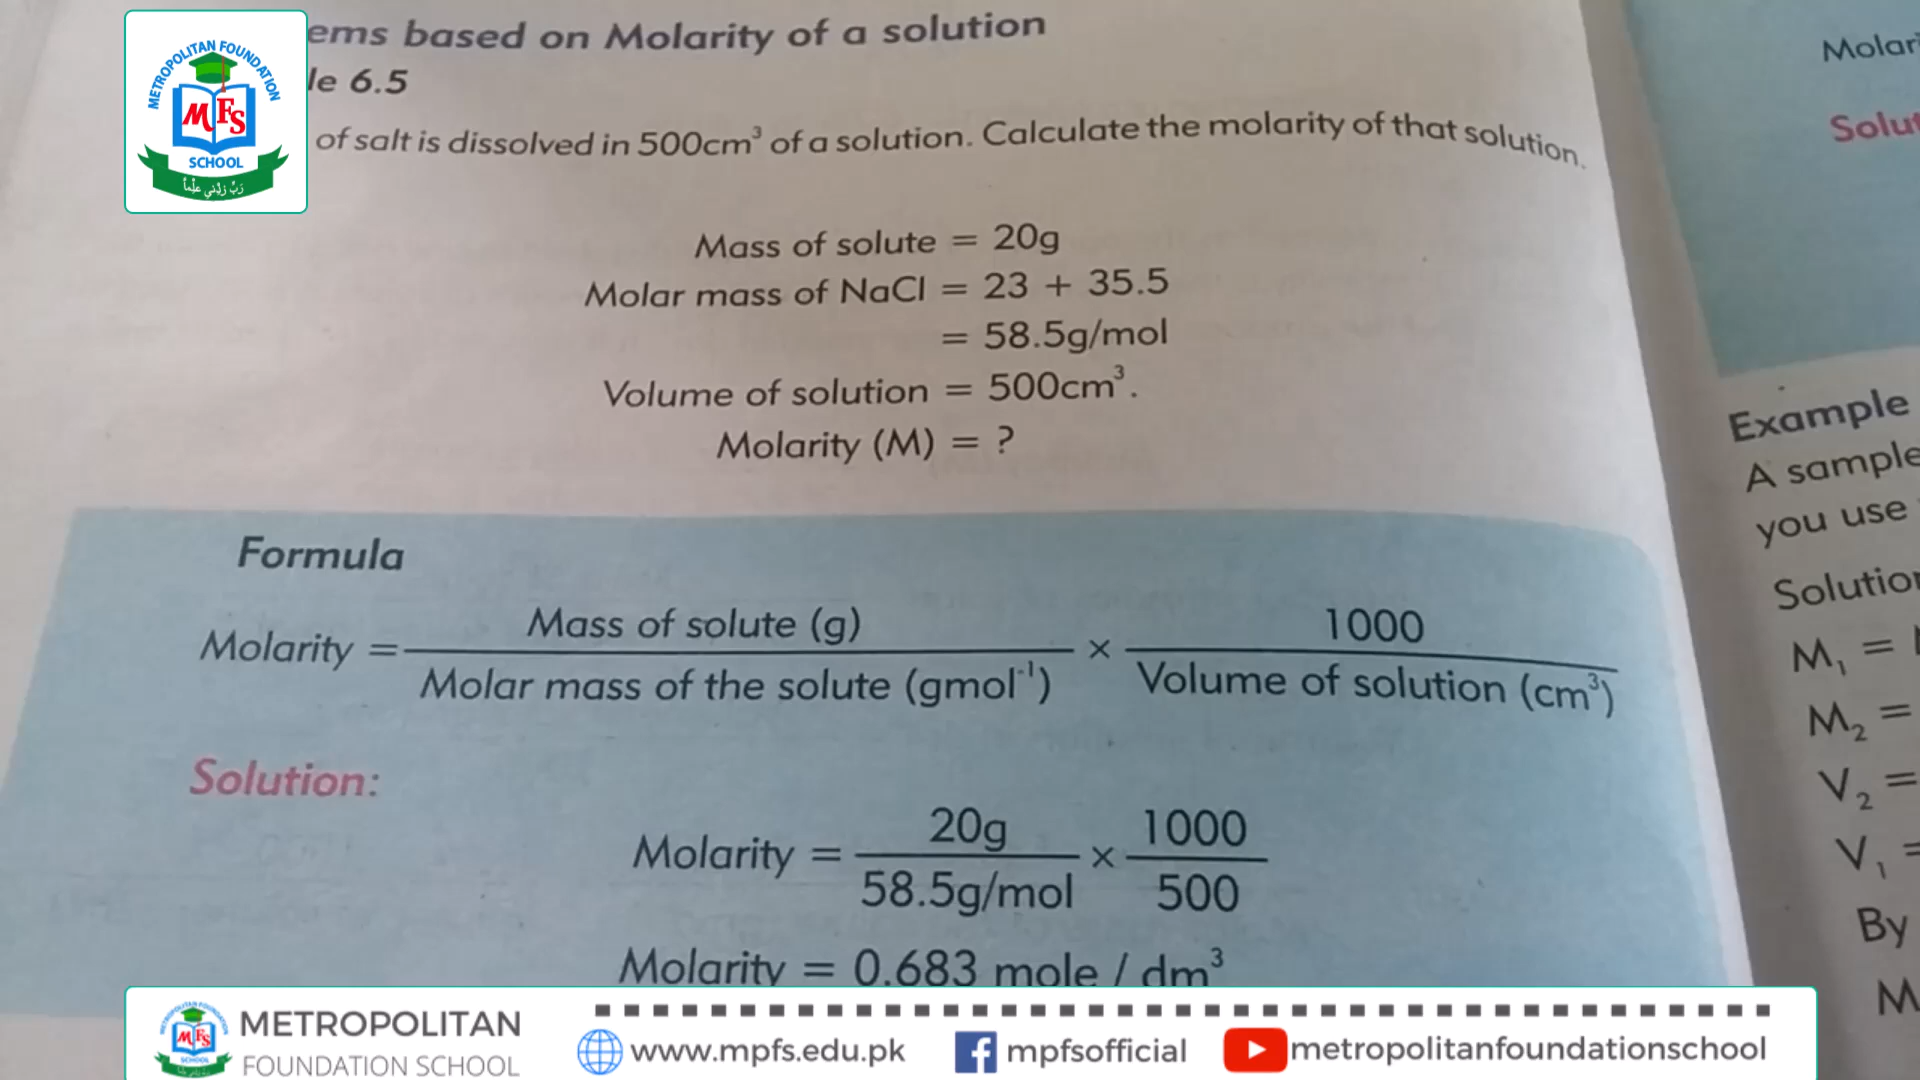 METROPOLITAN FOUNDATION
MFS
SCHOOL
رَبِّ زِدْنِي عِلْماً
ems based on Molarity of a solution
le 6.5
of salt is dissolved in 500cm³ of a solution. Calculate the molarity of that solution.
Mass of solute = 20g
Molar mass of NaCl = 23 + 35.5
= 58.5g/mol
Volume of solution = 500cm³.
Molarity (M) = ?
Formula
Molarity = Mass of solute (g) / Molar mass of the solute (gmol⁻¹) × 1000 / Volume of solution (cm³)
Solution:
Molarity = 20g / 58.5g/mol × 1000 / 500
Molarity = 0.683 mole / dm³
Molari
Solut
Example
A sample
you use
Solution
M₁ =
M₂ =
V₂ =
V₁ =
By
M
MFS
SCHOOL
METROPOLITAN
FOUNDATION SCHOOL
www.mpfs.edu.pk
mpfsofficial
metropolitanfoundationschool